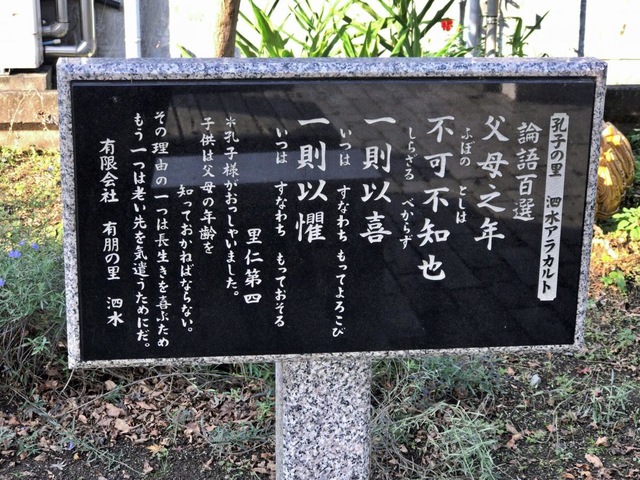 孔子の里 泗水アラカルト
論語百選
父母之年
ふぼの としは
不可不知也
しらざる べからず
一則以喜
いつは すなわち もってよろこび
一則以懼
いつは すなわち もっておそる
里仁第四
＊孔子様がおっしゃいました。
子供は父母の年齢を
知っておかねばならない。
その理由の一つは長生きを喜ぶため
もう一つは老い先を気遣うためにだ。
有限会社 有朋の里 泗水